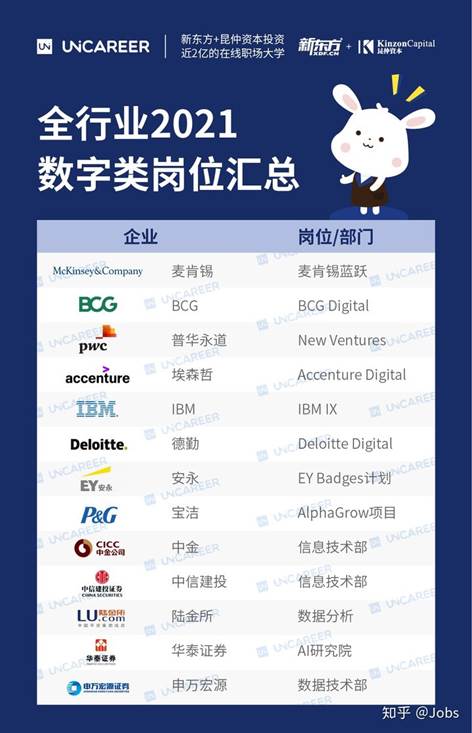 UNCAREER
新东方+昆仲资本投资
近2亿的在线职场大学
新东方 XDF.CN + KinzonCapital 昆仲资本
全行业2021
数字类岗位汇总
企业 岗位/部门
McKinsey&Company 麦肯锡 麦肯锡蓝跃
BCG BCG BCG Digital
pwc 普华永道 New Ventures
accenture 埃森哲 Accenture Digital
IBM IBM IBM IX
Deloitte. 德勤 Deloitte Digital
EY安永 安永 EY Badges计划
P&G 宝洁 AlphaGrow项目
CICC 中金公司 中金 信息技术部
中信建投证券 CHINA SECURITIES 中信建投 信息技术部
LU.com 陆金所 陆金所 数据分析
华泰证券 华泰证券 AI研究院
申万宏源证券 申万宏源 数据技术部
知乎 @Jobs